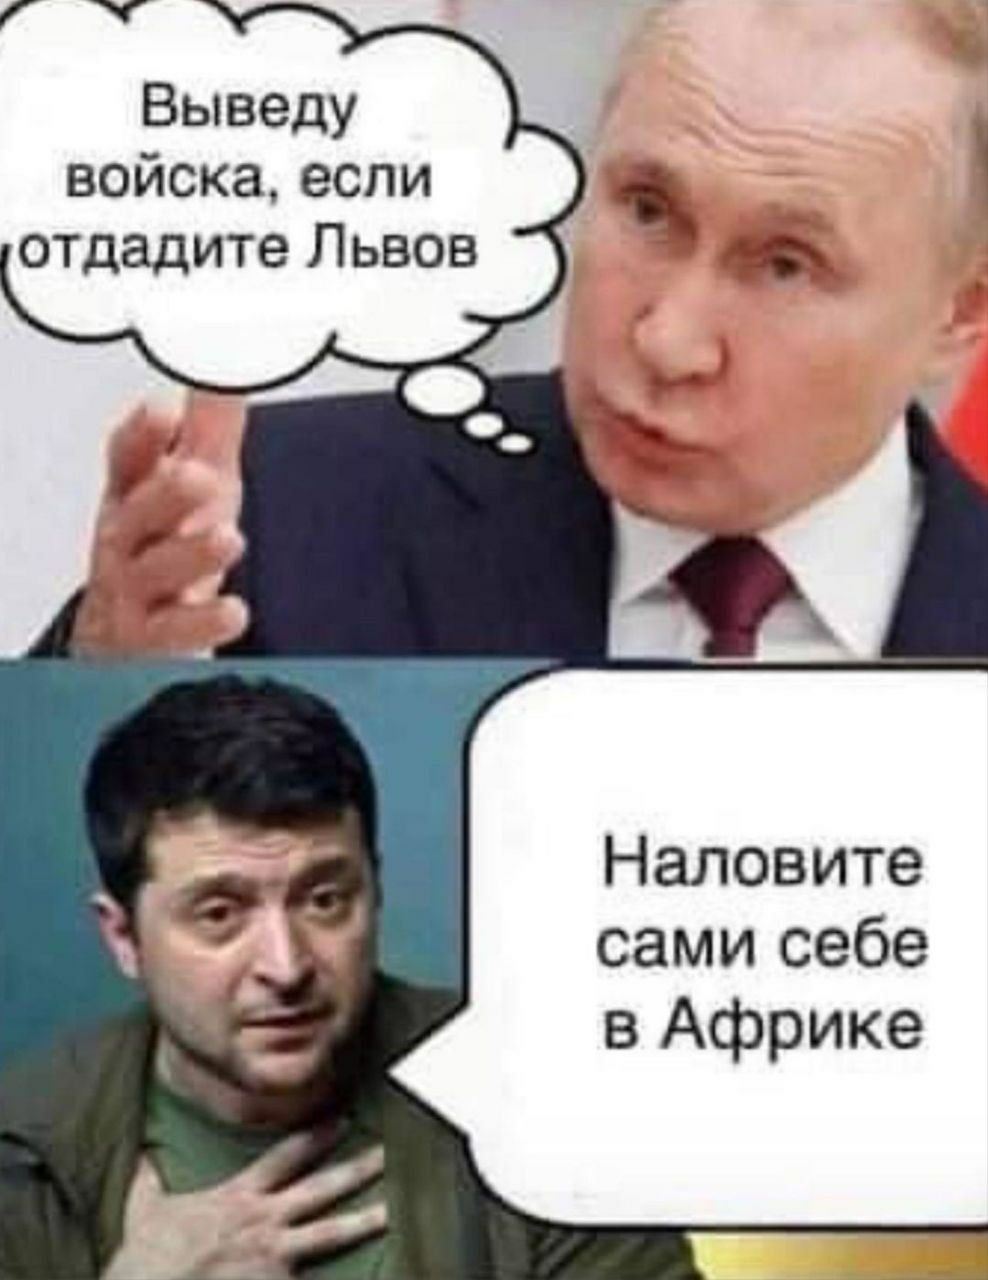 Выведу
войска, если
отдадите Львов
Наловите
сами себе
в Африке